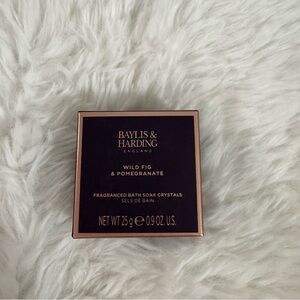 BAYLIS &
HARDING
ENGLAND
WILD FIG
& POMEGRANATE
FRAGRANCED BATH SOAK CRYSTALS
SELS DE BAIN
NET WT 25 g ℮ 0.9 OZ. U.S.